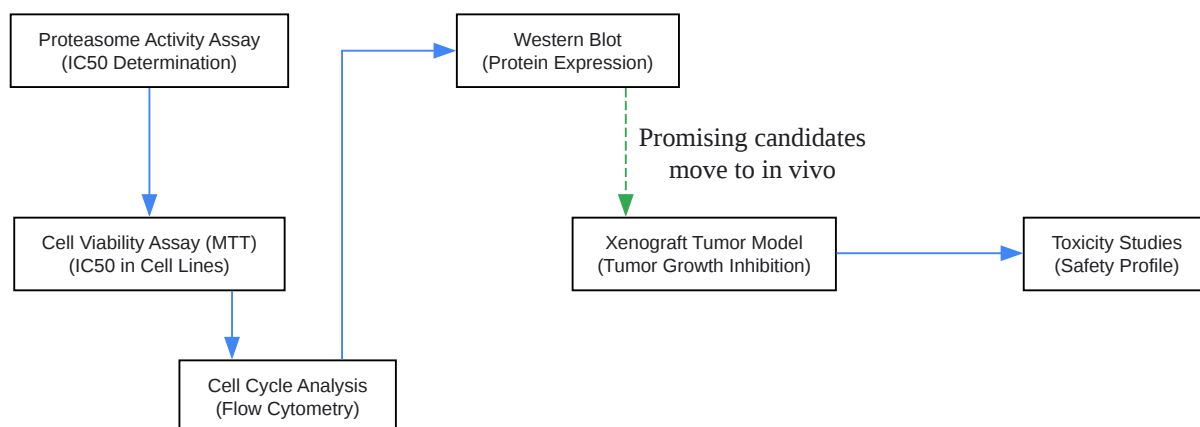 Proteasome Activity Assay
(IC50 Determination)
Cell Viability Assay (MTT)
(IC50 in Cell Lines)
Cell Cycle Analysis
(Flow Cytometry)
Western Blot
(Protein Expression)
Promising candidates
move to in vivo
Xenograft Tumor Model
(Tumor Growth Inhibition)
Toxicity Studies
(Safety Profile)